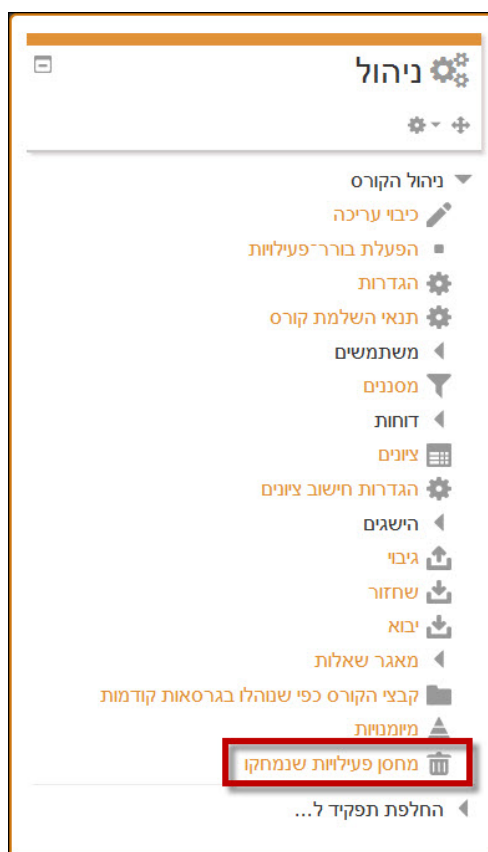 ניהול
ניהול הקורס
כיבוי עריכה
הפעלת בורר־פעילויות
הגדרות
תנאי השלמת קורס
משתמשים
מסננים
דוחות
ציונים
הגדרות חישוב ציונים
הישגים
גיבוי
שחזור
יבוא
מאגר שאלות
קבצי הקורס כפי שנוהלו בגרסאות קודמות
מיומנויות
מחסן פעילויות שנמחקו
החלפת תפקיד ל...